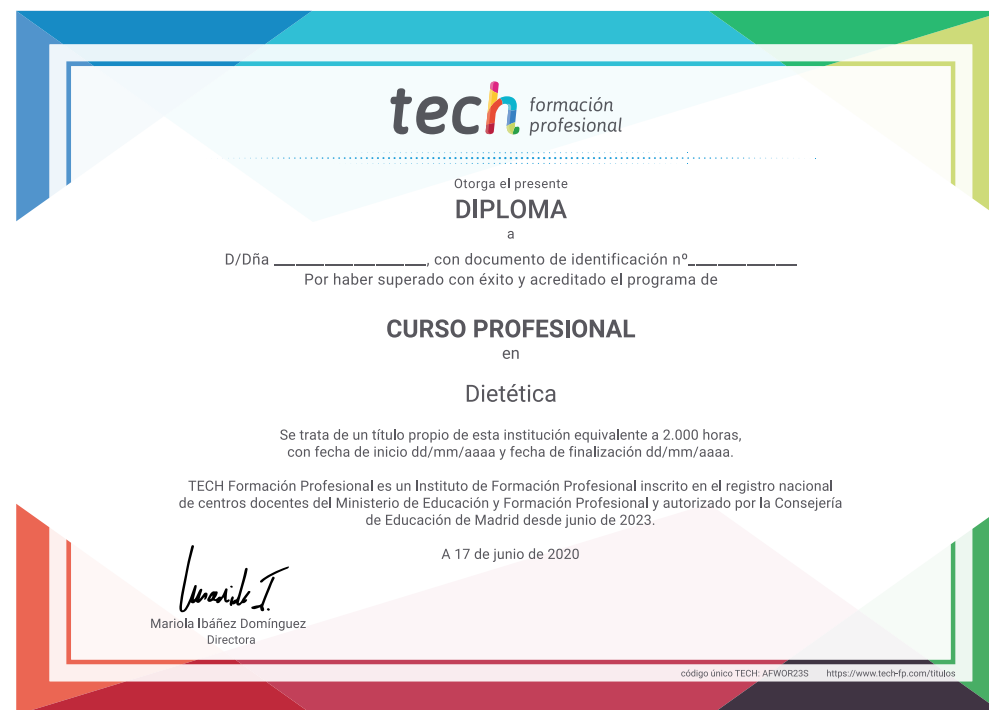 tech formación
profesional
Otorga el presente
DIPLOMA
a
D/Dña ____________________, con documento de identificación nº______________
Por haber superado con éxito y acreditado el programa de
CURSO PROFESIONAL
en
Dietética
Se trata de un título propio de esta institución equivalente a 2.000 horas,
con fecha de inicio dd/mm/aaaa y fecha de finalización dd/mm/aaaa.
TECH Formación Profesional es un Instituto de Formación Profesional inscrito en el registro nacional
de centros docentes del Ministerio de Educación y Formación Profesional y autorizado por la Consejería
de Educación de Madrid desde junio de 2023.
A 17 de junio de 2020
Mariola Ibáñez Domínguez
Directora
código único TECH: AFWOR23S https://www.tech-fp.com/titulos